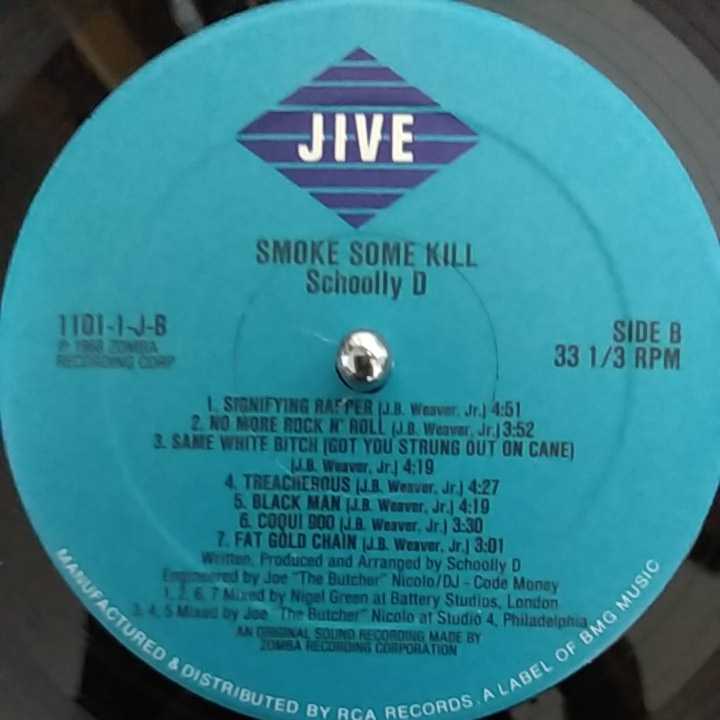 JIVE
SMOKE SOME KILL
Schoolly D
1101-1-J-B
℗ 1988 ZOMBA
RECORDING CORP
SIDE B
33 1/3 RPM
1. SIGNIFYING RAPPER (J.B. Weaver, Jr.) 4:51
2. NO MORE ROCK N' ROLL (J.B. Weaver, Jr.) 3:52
3. SAME WHITE BITCH (GOT YOU STRUNG OUT ON CANE)
(J.B. Weaver, Jr.) 4:19
4. TREACHEROUS (J.B. Weaver, Jr.) 4:27
5. BLACK MAN (J.B. Weaver, Jr.) 4:19
6. COQUI 900 (J.B. Weaver, Jr.) 3:30
7. FAT GOLD CHAIN (J.B. Weaver, Jr.) 3:01
Written, Produced and Arranged by Schoolly D
Engineered by Joe "The Butcher" Nicolo/DJ - Code Money
1, 2, 6, 7 Mixed by Nigel Green at Battery Studios, London
3, 4, 5 Mixed by Joe "The Butcher" Nicolo at Studio 4, Philadelphia
AN ORIGINAL SOUND RECORDING MADE BY
ZOMBA RECORDING CORPORATION
MANUFACTURED & DISTRIBUTED BY RCA RECORDS, A LABEL OF BMG MUSIC